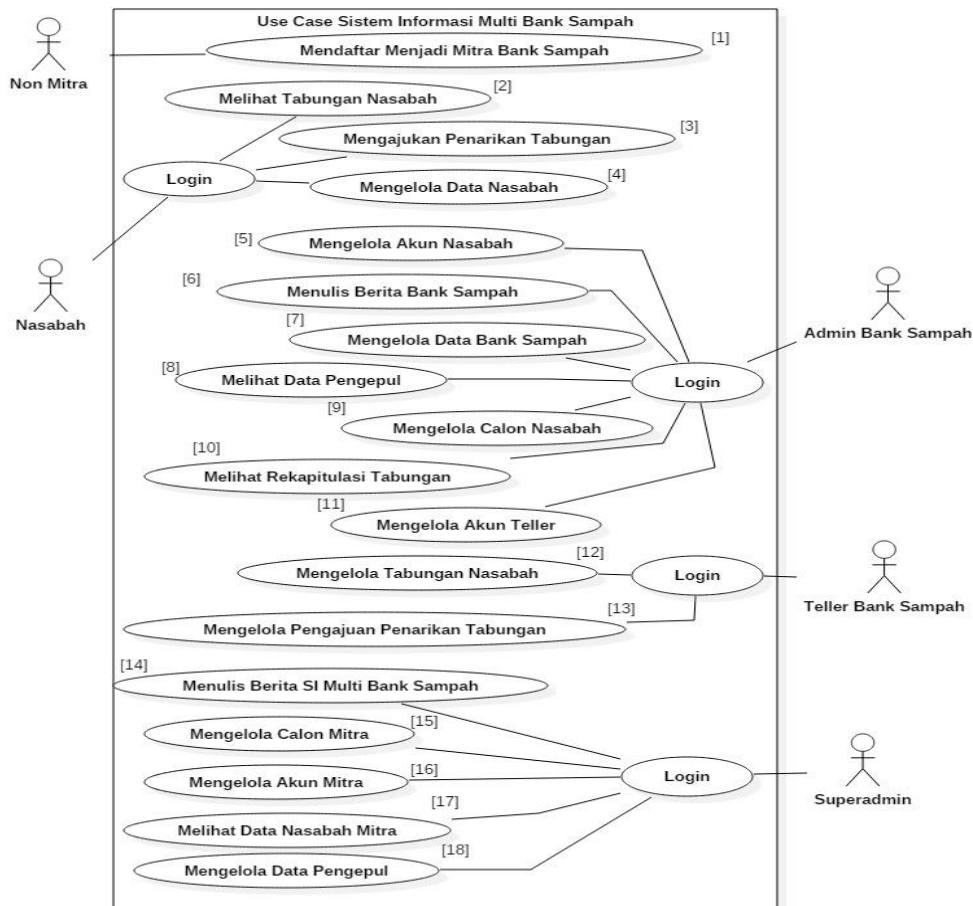 Use Case Sistem Informasi Multi Bank Sampah
Mendaftar Menjadi Mitra Bank Sampah
[1]
Non Mitra
Melihat Tabungan Nasabah
[2]
Mengajukan Penarikan Tabungan
[3]
Login
Mengelola Data Nasabah
[4]
Nasabah
[5]
Mengelola Akun Nasabah
[6]
Menulis Berita Bank Sampah
[7]
Mengelola Data Bank Sampah
Admin Bank Sampah
[8]
Melihat Data Pengepul
Login
[9]
Mengelola Calon Nasabah
[10]
Melihat Rekapitulasi Tabungan
[11]
Mengelola Akun Teller
[12]
Mengelola Tabungan Nasabah
Login
Teller Bank Sampah
[13]
Mengelola Pengajuan Penarikan Tabungan
[14]
Menulis Berita SI Multi Bank Sampah
[15]
Mengelola Calon Mitra
[16]
Mengelola Akun Mitra
Login
Superadmin
[17]
Melihat Data Nasabah Mitra
[18]
Mengelola Data Pengepul